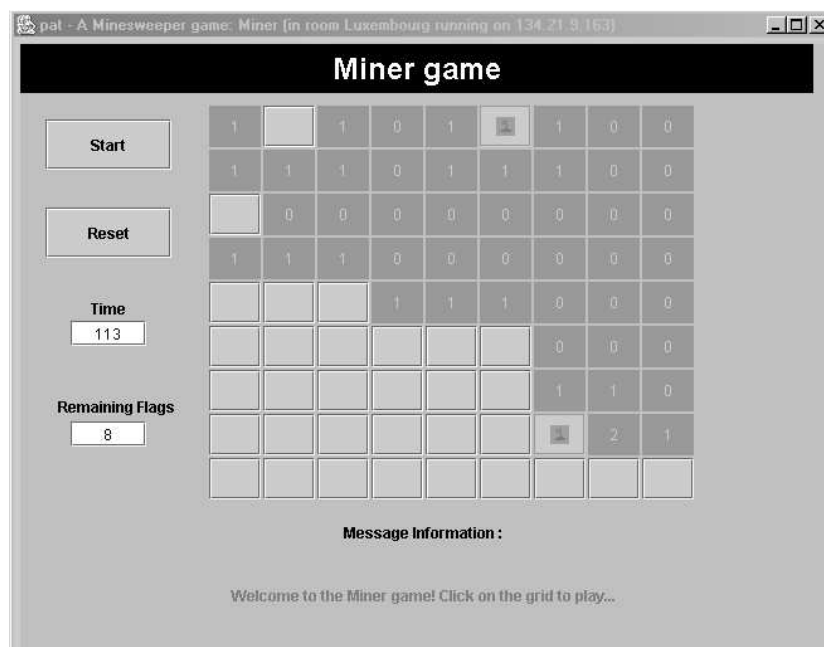 pat - A Minesweeper game: Miner (in room Luxembourg running on 134.21.9.163)
Miner game
Start
Reset
Time
113
Remaining Flags
8
1 1 0 1 1 1 0 0
1 1 1 0 1 1 1 0 0
0 0 0 0 0 0 0 0
1 1 1 0 0 0 0 0 0
1 1 1 0 0 0
0 0 0
1 1 0
1 2 1
Message Information :
Welcome to the Miner game! Click on the grid to play...